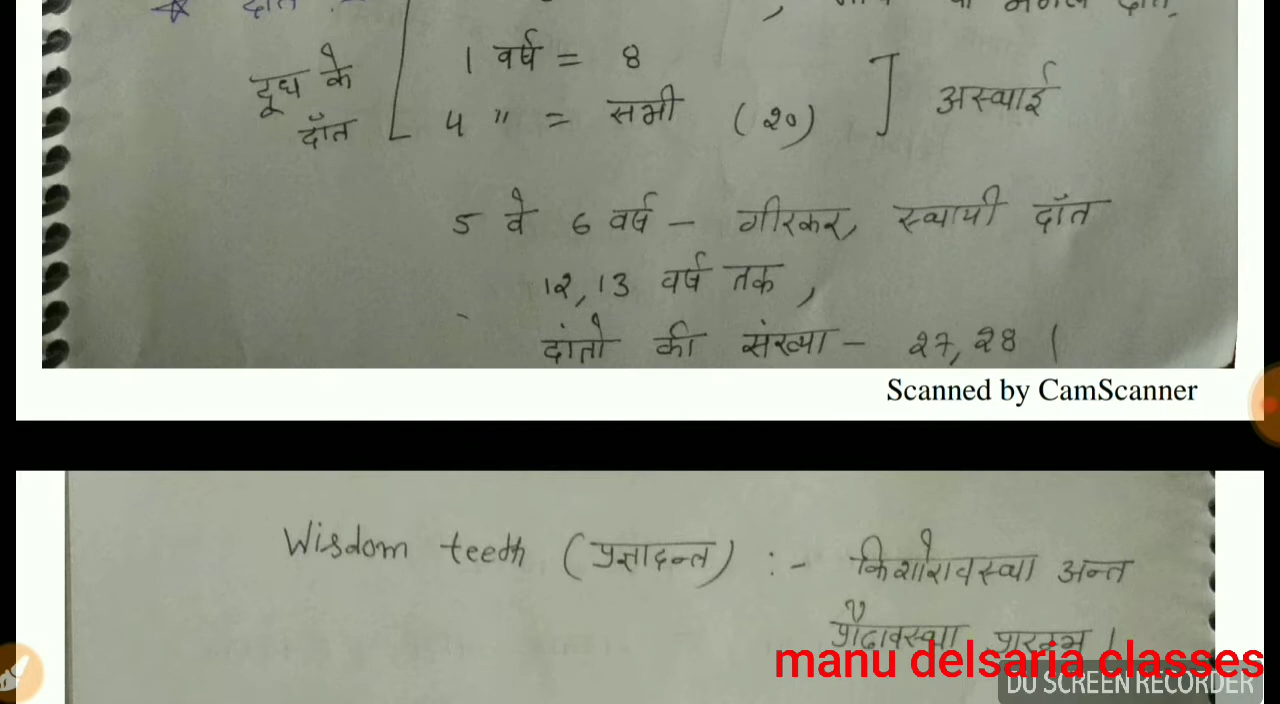 ★ दाँत :-
, दाँत.
1 वर्ष = 8
दूध के
4 " = सभी (20) ] अस्थाई
दाँत
5 वे 6 वर्ष – गीरकर, स्थायी दाँत
12, 13 वर्ष तक ,
दांतो की संख्या – 27, 28 |
Scanned by CamScanner
Wisdom teeth (प्रज्ञादन्त) :- किशोरावस्था अन्त
प्रौढावस्था प्रारम्भ |
manu delsaria classes
DU SCREEN RECORDER